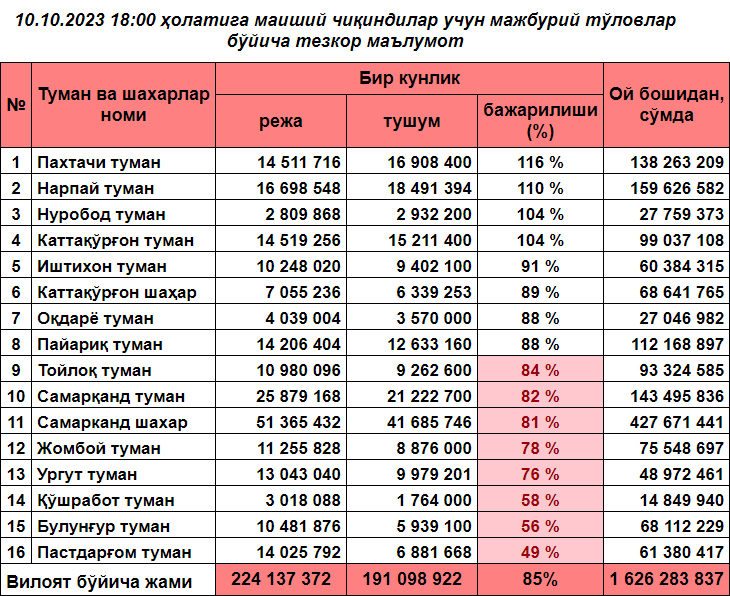 10.10.2023 18:00 ҳолатига маиший чиқиндилар учун мажбурий тўловлар
бўйича тезкор маълумот
№ Туман ва шахарлар номи Бир кунлик Ой бошидан, сўмда
режа тушум бажарилиши (%)
1 Пахтачи туман 14 511 716 16 908 400 116 % 138 263 209
2 Нарпай туман 16 698 548 18 491 394 110 % 159 626 582
3 Нуробод туман 2 809 868 2 932 200 104 % 27 759 373
4 Каттақўрғон туман 14 519 256 15 211 400 104 % 99 037 108
5 Иштихон туман 10 248 020 9 402 100 91 % 60 384 315
6 Каттақўрғон шаҳар 7 055 236 6 339 253 89 % 68 641 765
7 Оқдарё туман 4 039 004 3 570 000 88 % 27 046 982
8 Пайариқ туман 14 206 404 12 633 160 88 % 112 168 897
9 Тойлоқ туман 10 980 096 9 262 600 84 % 93 324 585
10 Самарқанд туман 25 879 168 21 222 700 82 % 143 495 836
11 Самарканд шахар 51 365 432 41 685 746 81 % 427 671 441
12 Жомбой туман 11 255 828 8 876 000 78 % 75 548 697
13 Ургут туман 13 043 040 9 979 201 76 % 48 972 461
14 Қўшработ туман 3 018 088 1 764 000 58 % 14 849 940
15 Булунғур туман 10 481 876 5 939 100 56 % 68 112 229
16 Пастдарғом туман 14 025 792 6 881 668 49 % 61 380 417
Вилоят бўйича жами 224 137 372 191 098 922 85% 1 626 283 837